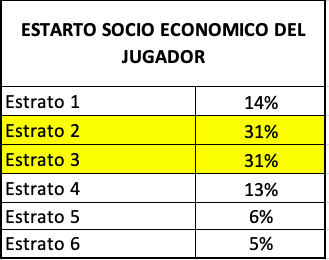 ESTARTO SOCIO ECONOMICO DEL
JUGADOR
Estrato 1 14%
Estrato 2 31%
Estrato 3 31%
Estrato 4 13%
Estrato 5 6%
Estrato 6 5%